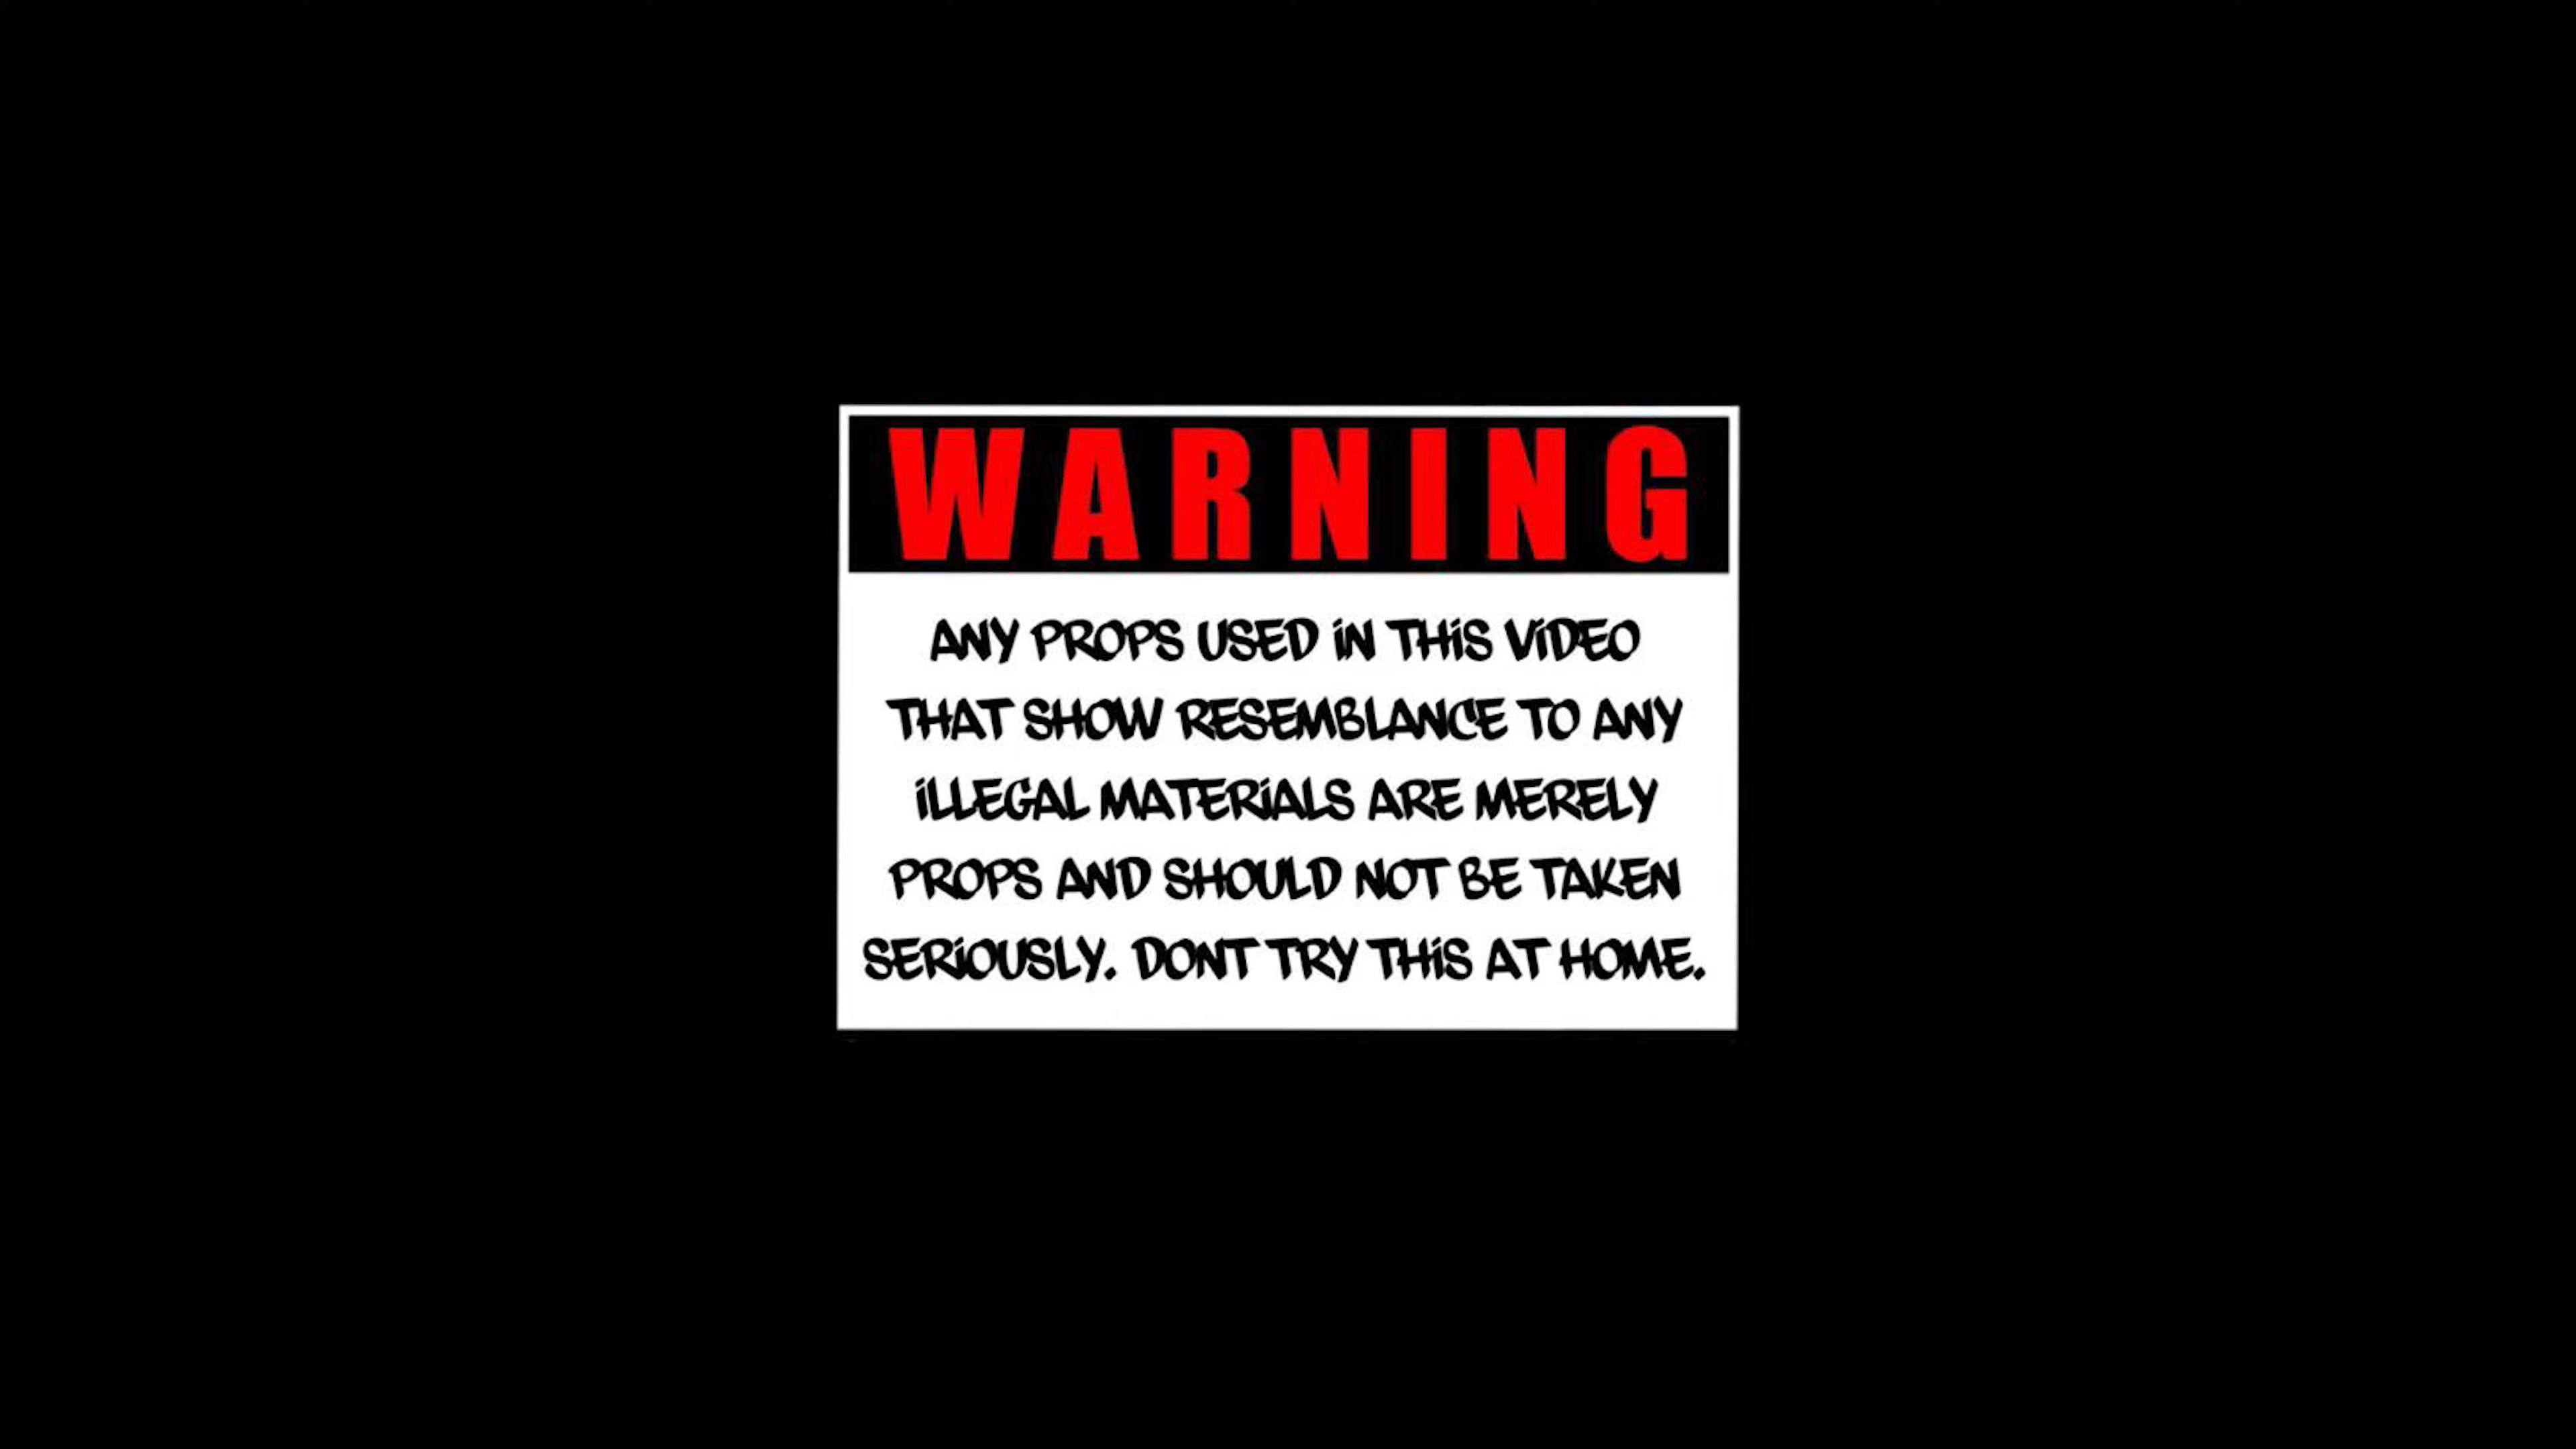 WARNING
ANY PROPS USED iN THiS ViDEO
THAT SHOW RESEMBLANCE TO ANY
iLLEGAL MATERiALS ARE MERELY
PROPS AND SHOULD NOT BE TAKEN
SERiOUSLY. DONT TRY THiS AT HOME.